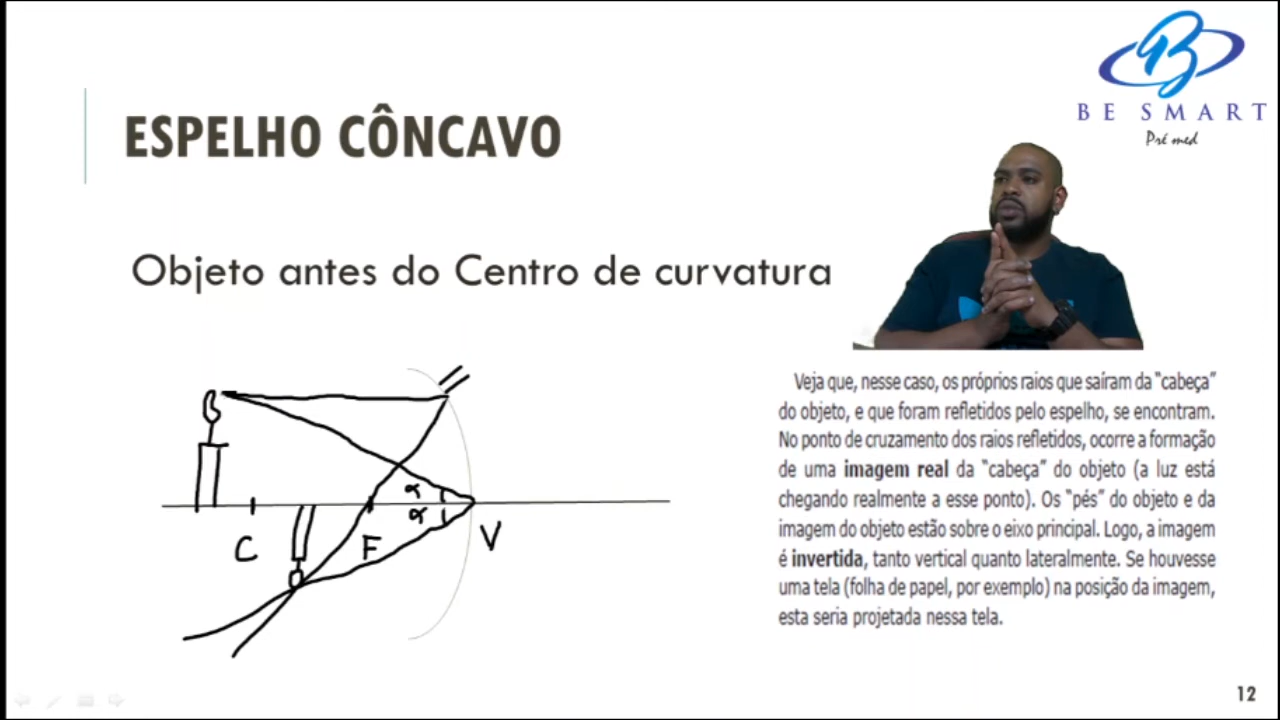 BE SMART
Pré med
ESPELHO CÔNCAVO
Objeto antes do Centro de curvatura
α
α
C
F
V
Veja que, nesse caso, os próprios raios que saíram da “cabeça”
do objeto, e que foram refletidos pelo espelho, se encontram.
No ponto de cruzamento dos raios refletidos, ocorre a formação
de uma imagem real da “cabeça” do objeto (a luz está
chegando realmente a esse ponto). Os “pés” do objeto e da
imagem do objeto estão sobre o eixo principal. Logo, a imagem
é invertida, tanto vertical quanto lateralmente. Se houvesse
uma tela (folha de papel, por exemplo) na posição da imagem,
esta seria projetada nessa tela.
12